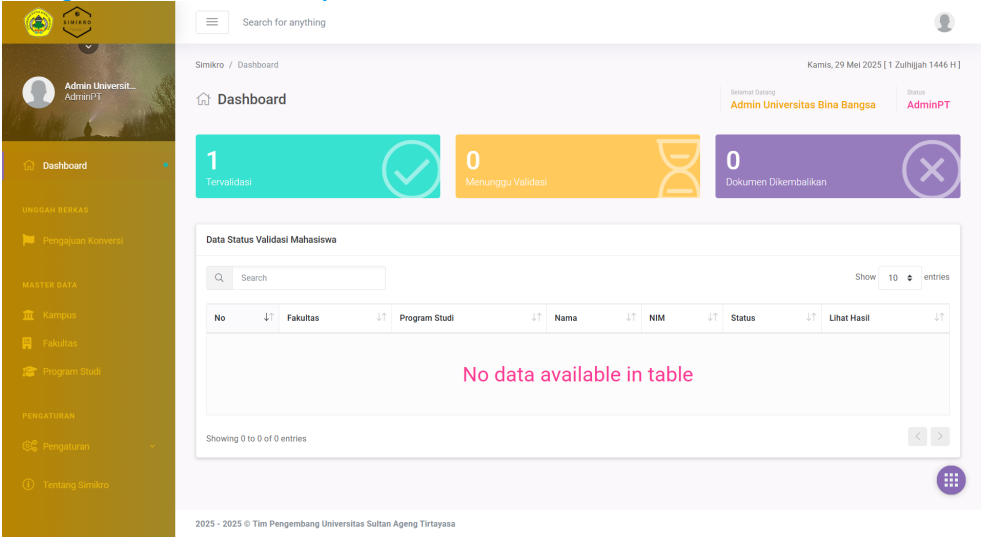 SIMIKRO
Search for anything
Admin Universit...
AdminPT
Dashboard
UNGGAH BERKAS
Pengajuan Konversi
MASTER DATA
Kampus
Fakultas
Program Studi
PENGATURAN
Pengaturan
Tentang Simikro
Simikro / Dashboard
Kamis, 29 Mei 2025 [ 1 Zulhijjah 1446 H ]
Dashboard
Selamat Datang
Admin Universitas Bina Bangsa
Status
AdminPT
1
Tervalidasi
0
Menunggu Validasi
0
Dokumen Dikembalikan
Data Status Validasi Mahasiswa
Search
Show 10 entries
No Fakultas Program Studi Nama NIM Status Lihat Hasil
No data available in table
Showing 0 to 0 of 0 entries
2025 - 2025 © Tim Pengembang Universitas Sultan Ageng Tirtayasa